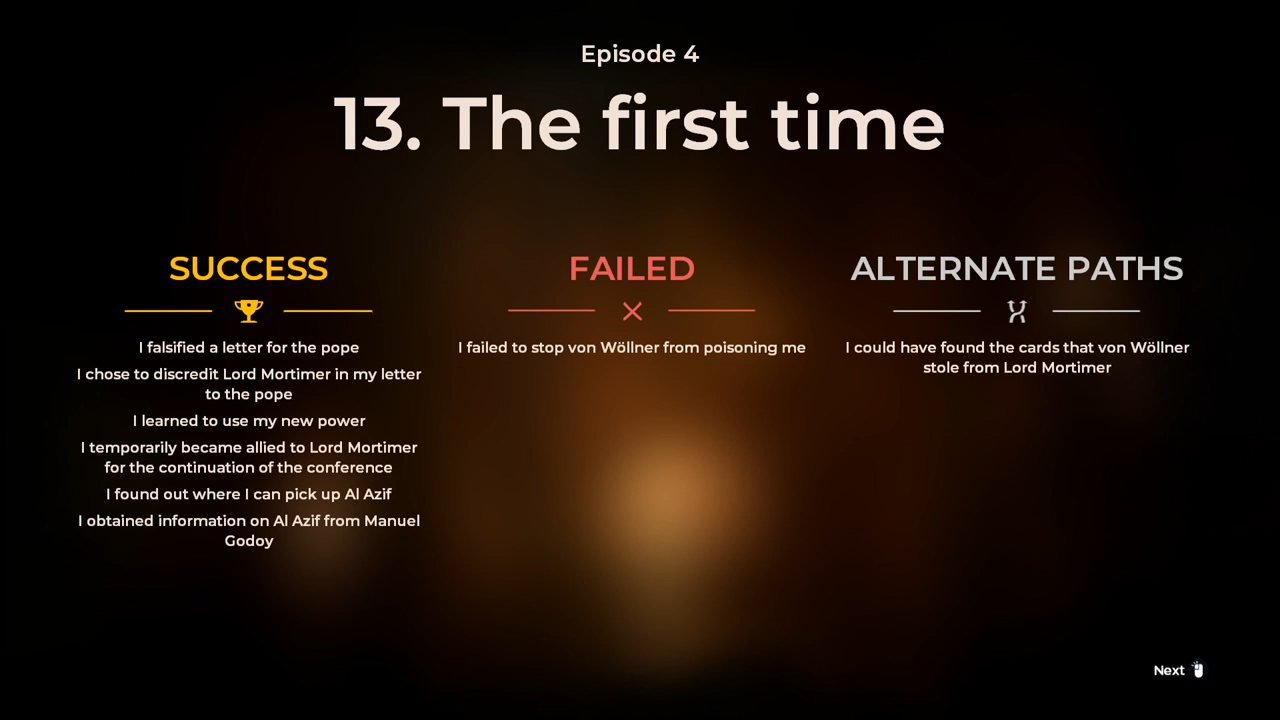 Episode 4
13. The first time
SUCCESS
I falsified a letter for the pope
I chose to discredit Lord Mortimer in my letter
to the pope
I learned to use my new power
I temporarily became allied to Lord Mortimer
for the continuation of the conference
I found out where I can pick up Al Azif
I obtained information on Al Azif from Manuel
Godoy
FAILED
I failed to stop von Wöllner from poisoning me
ALTERNATE PATHS
I could have found the cards that von Wöllner
stole from Lord Mortimer
Next